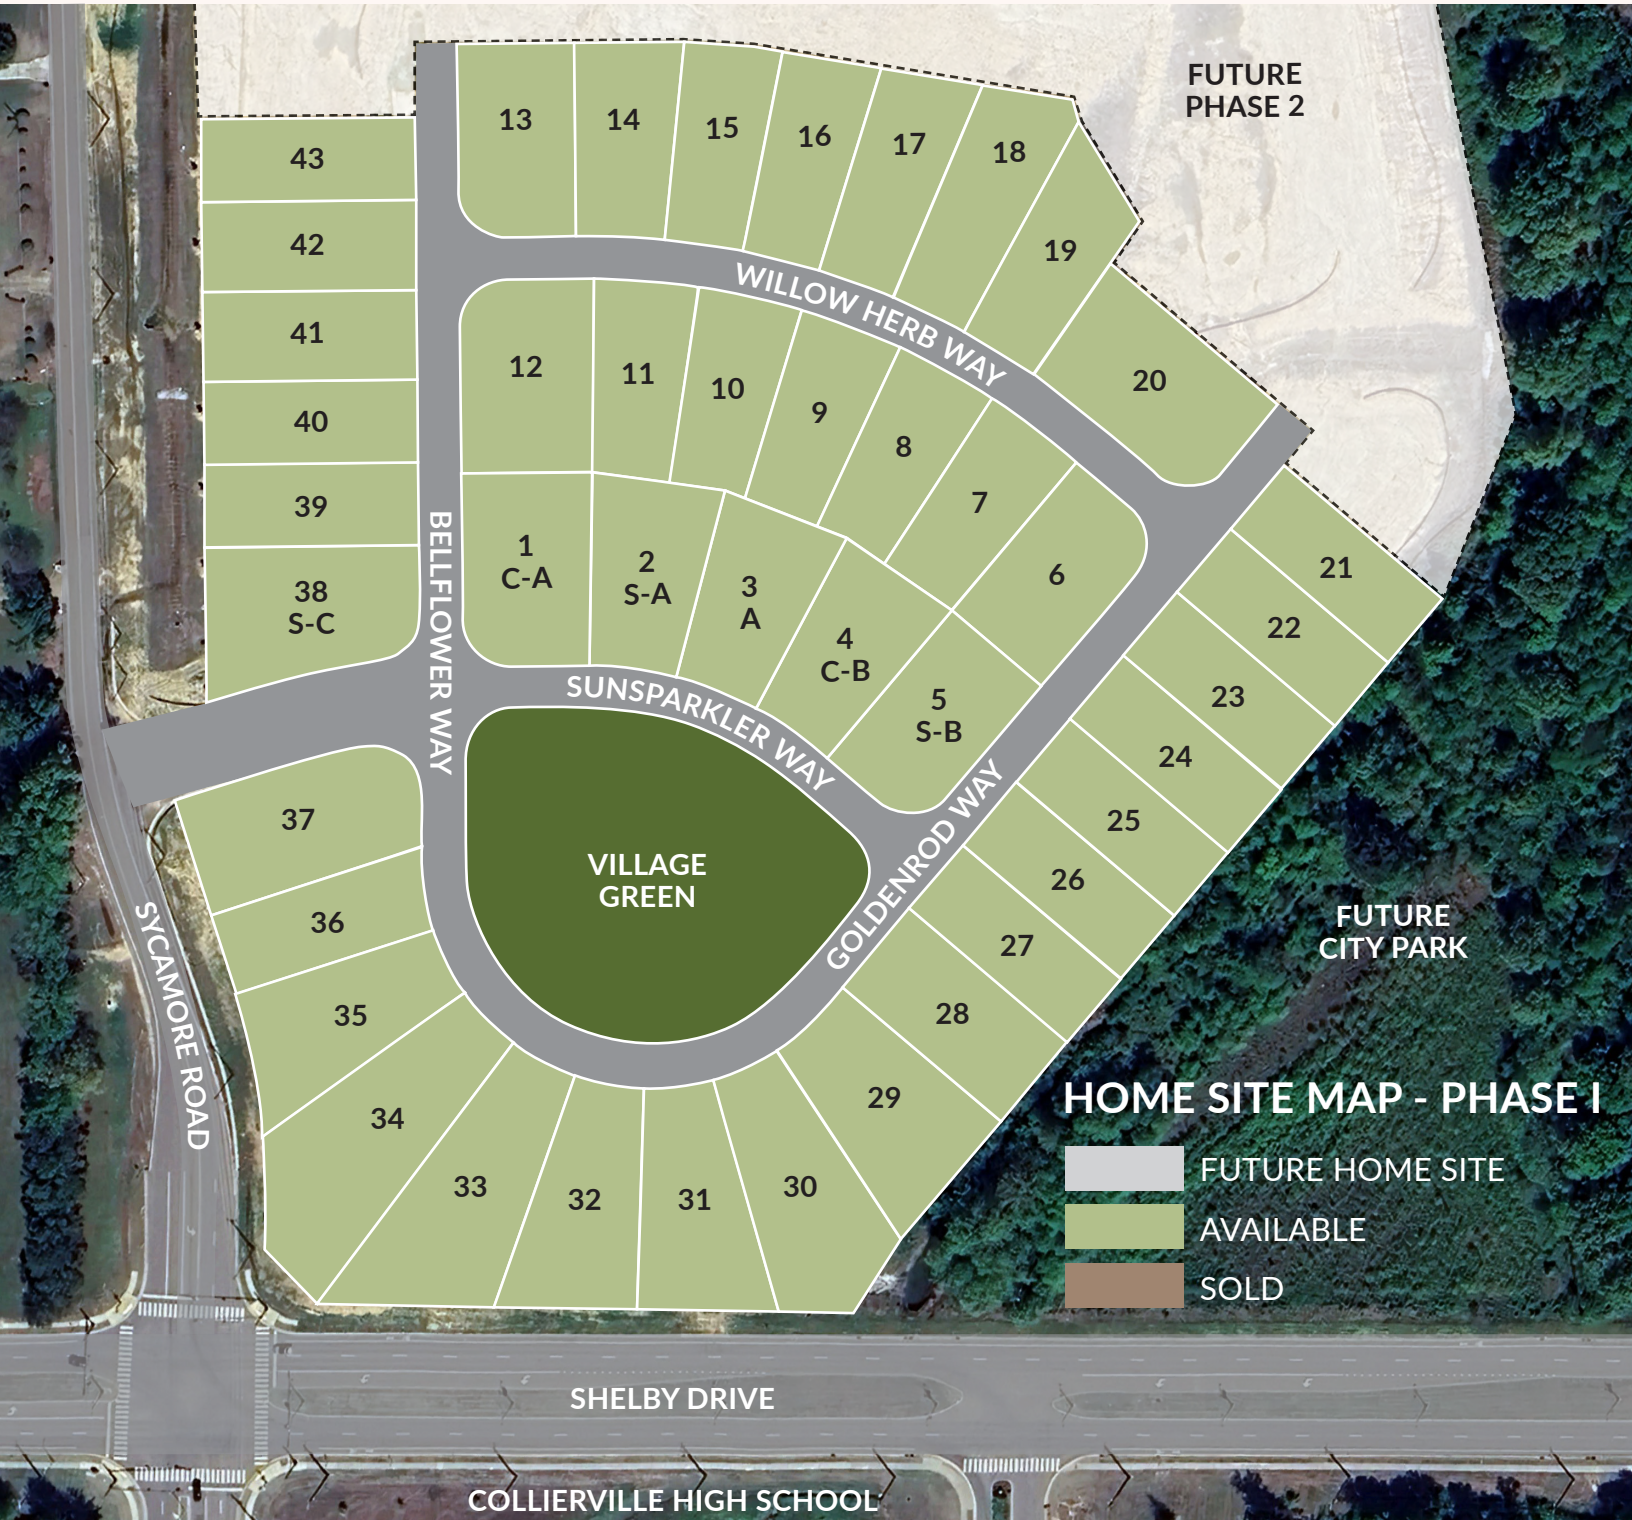 FUTURE
PHASE 2
13
14
15
16
17
18
19
20
43
42
41
40
39
38
S-C
WILLOW HERB WAY
12
11
10
9
8
7
6
1
C-A
2
S-A
3
A
4
C-B
5
S-B
BELLFLOWER WAY
SUNSPARKLER WAY
GOLDENROD WAY
21
22
23
24
25
26
27
28
29
30
31
32
33
34
35
36
37
VILLAGE
GREEN
SYCAMORE ROAD
FUTURE
CITY PARK
HOME SITE MAP - PHASE I
FUTURE HOME SITE
AVAILABLE
SOLD
SHELBY DRIVE
COLLIERVILLE HIGH SCHOOL